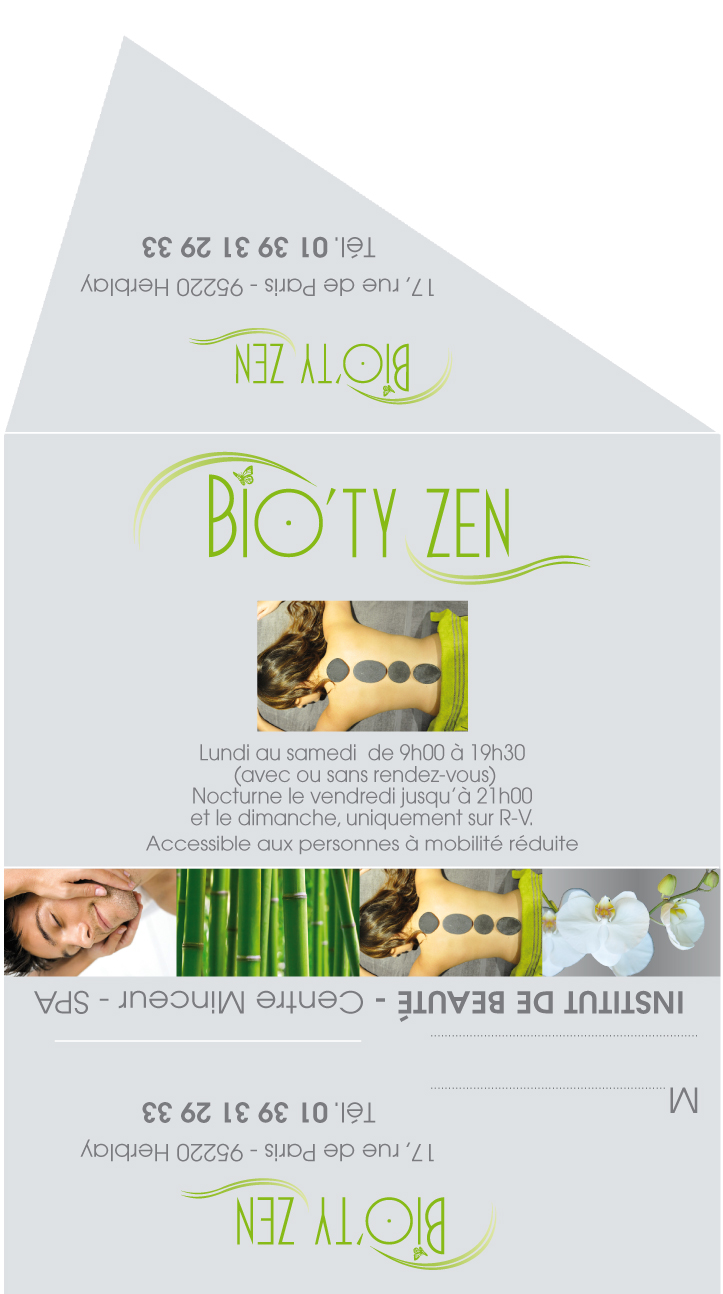 BiO'TY ZEN
17, rue de Paris - 95220 Herblay
Tél. 01 39 31 29 33
BiO'TY ZEN
Lundi au samedi de 9h00 à 19h30
(avec ou sans rendez-vous)
Nocturne le vendredi jusqu'à 21h00
et le dimanche, uniquement sur R-V.
Accessible aux personnes à mobilité réduite
BiO'TY ZEN
17, rue de Paris - 95220 Herblay
Tél. 01 39 31 29 33
M
INSTITUT DE BEAUTÉ - Centre Minceur - SPA